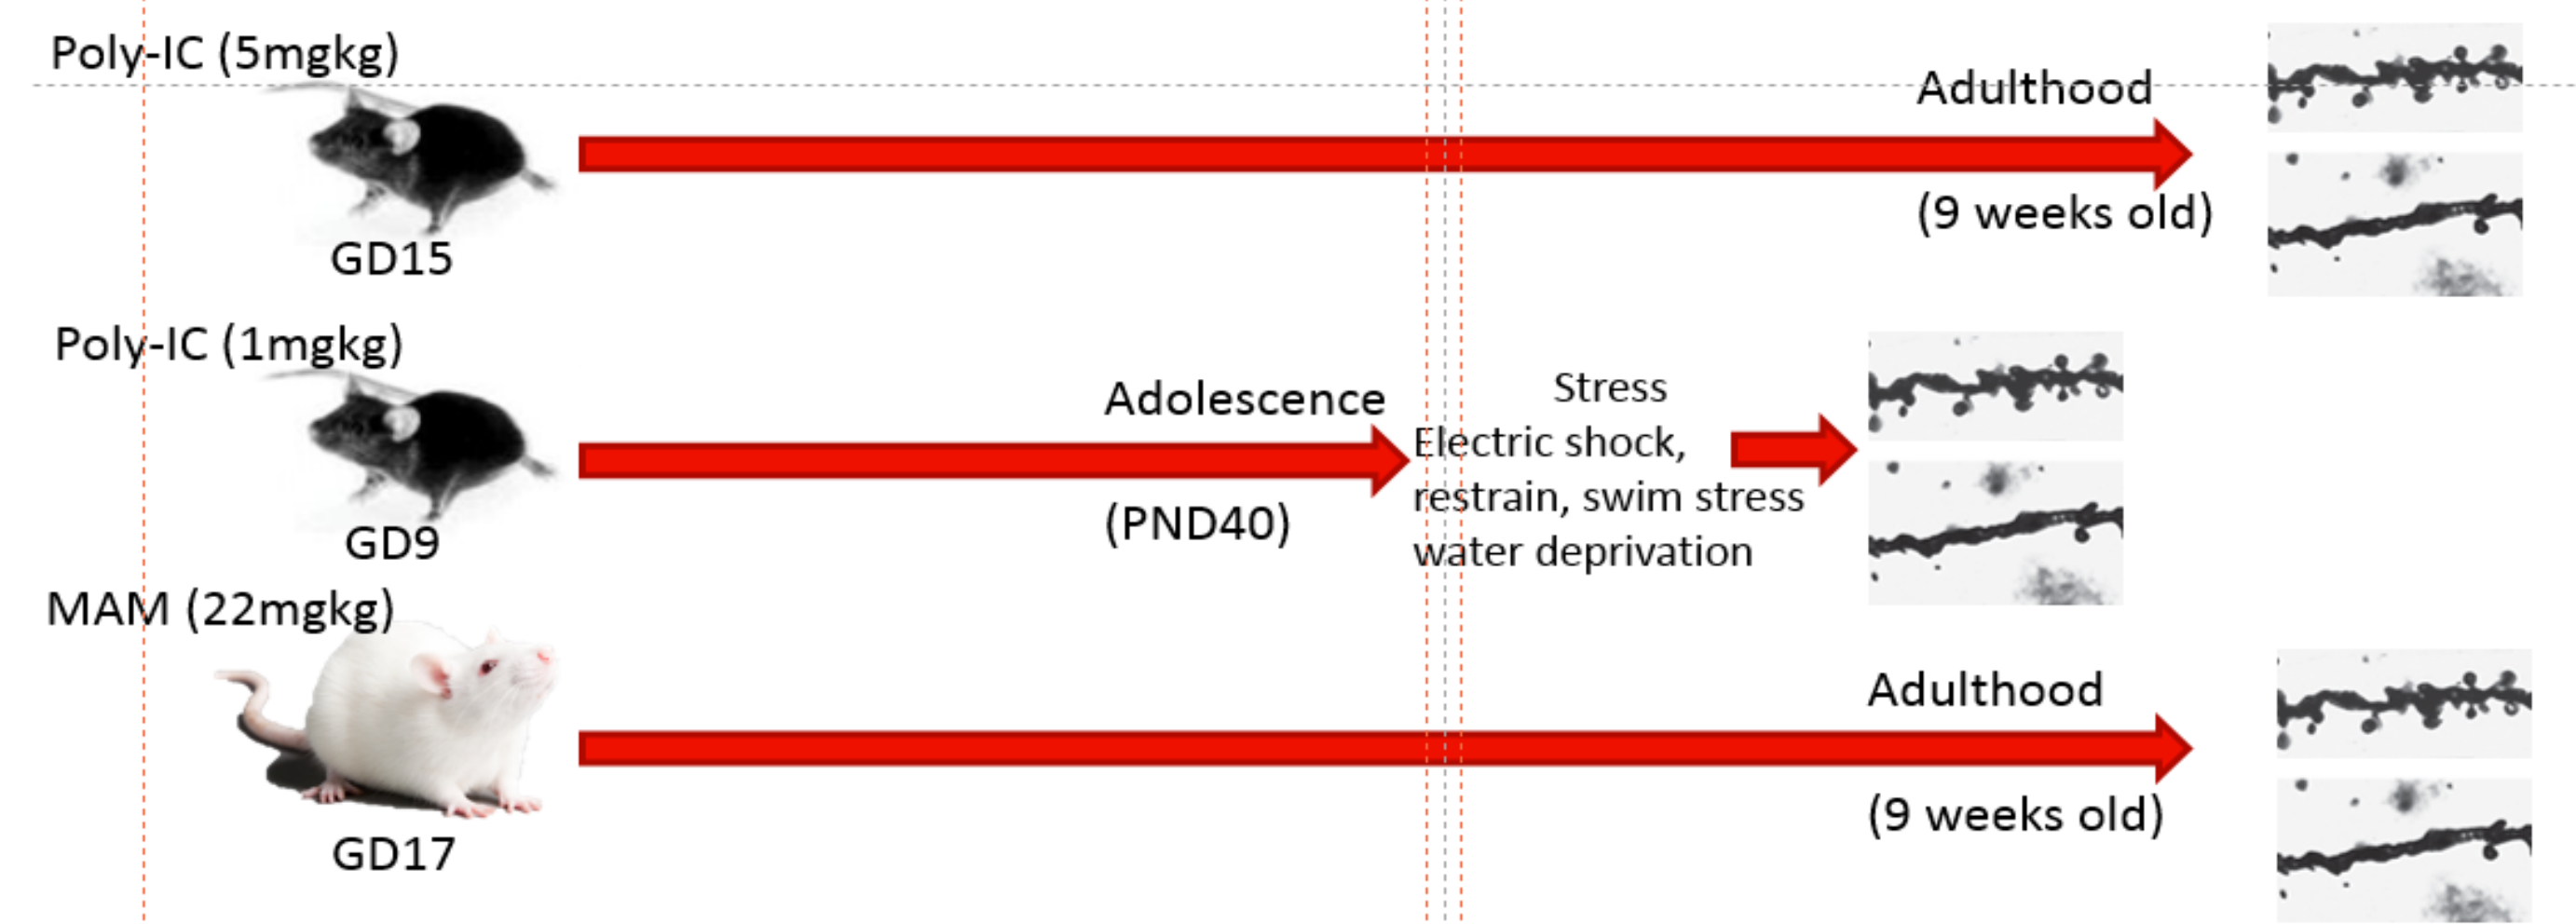 Poly-IC (5mgkg)
Adulthood
(9 weeks old)
GD15
Poly-IC (1mgkg)
Adolescence
(PND40)
GD9
Stress
Electric shock,
restrain, swim stress
water deprivation
MAM (22mgkg)
Adulthood
(9 weeks old)
GD17